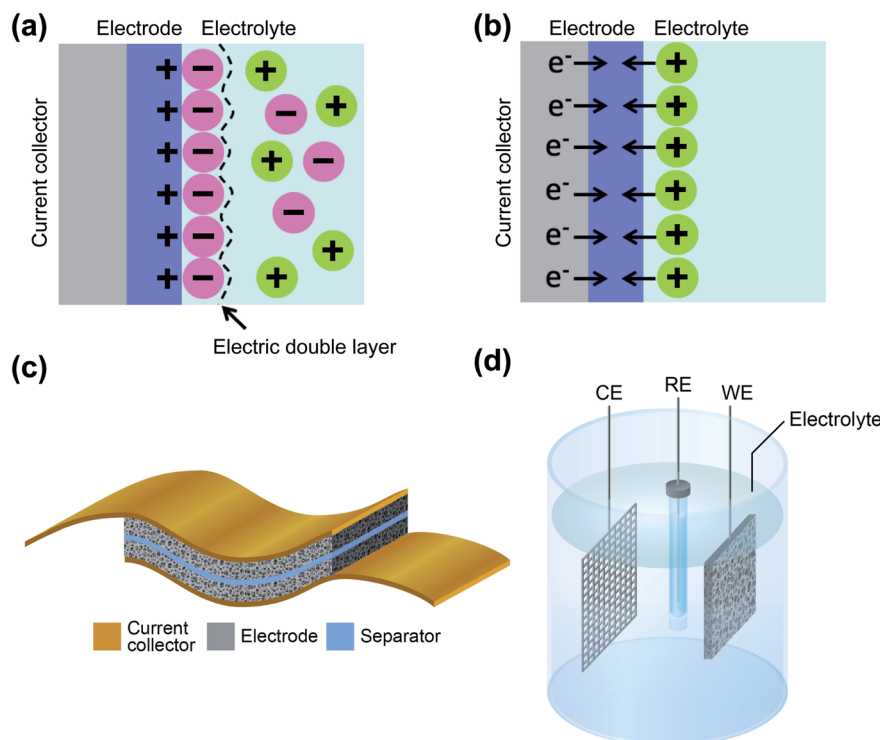 (a)
Electrode Electrolyte
Current collector
+ − + − + − + − + − + −
+ − + + − − + +
Electric double layer
(b)
Electrode Electrolyte
Current collector
e- +
e- +
e- +
e- +
e- +
e- +
(c)
Current
collector
Electrode
Separator
(d)
CE
RE
WE
Electrolyte